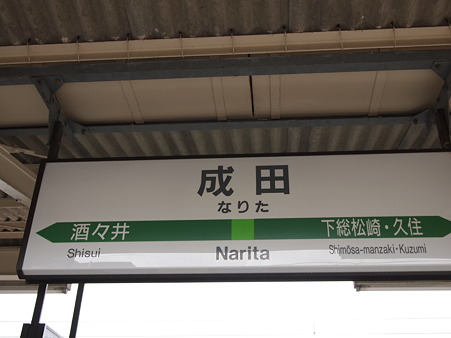 成田
なりた
酒々井
下総松崎・久住
Shisui
Narita
Shimōsa-manzaki・Kuzumi